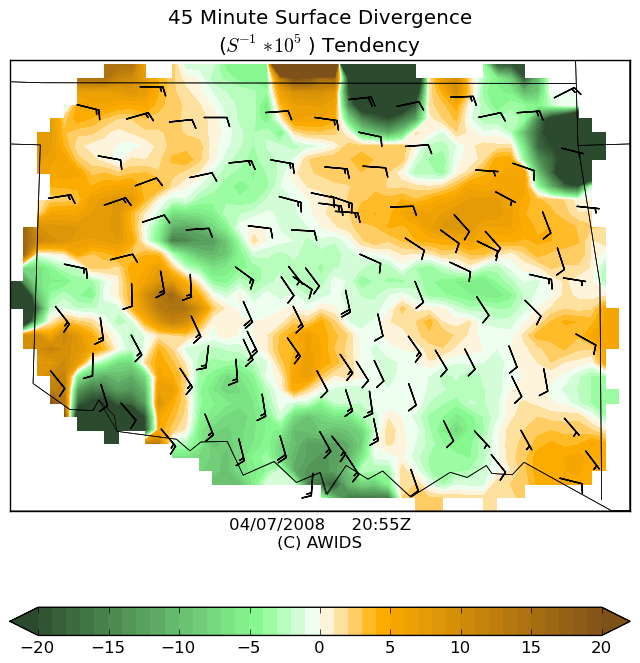 45 Minute Surface Divergence
(S⁻¹ *10⁵ ) Tendency
04/07/2008 20:55Z
(C) AWIDS
−20 −15 −10 −5 0 5 10 15 20